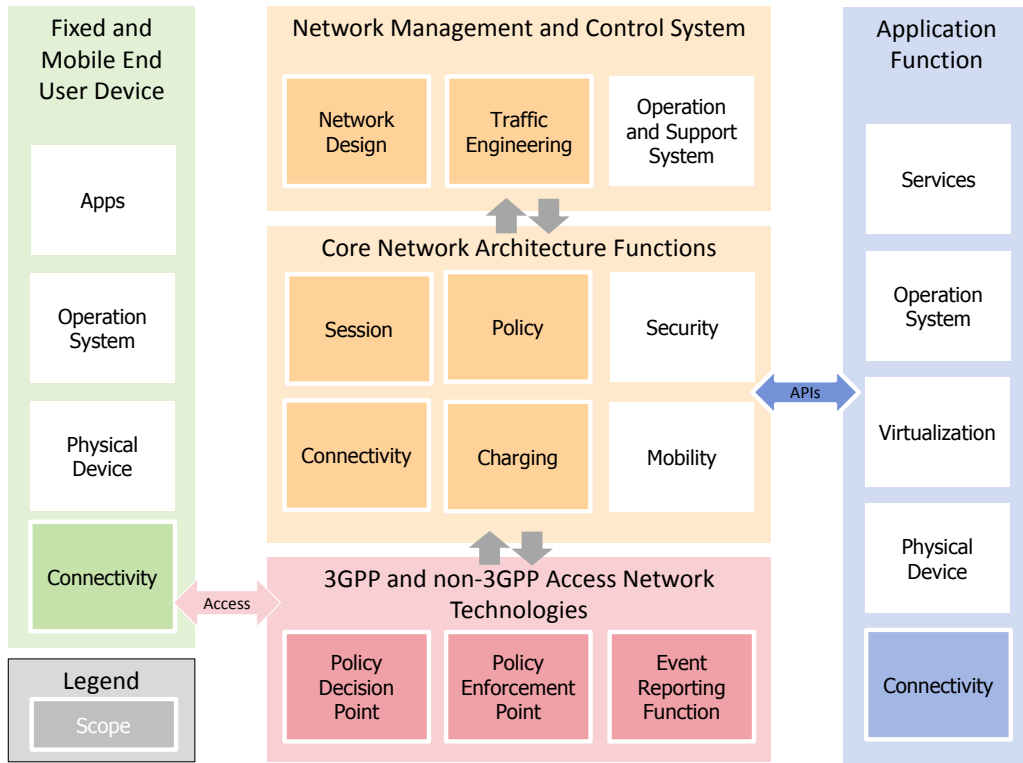 Fixed and
Mobile End
User Device
Apps
Operation
System
Physical
Device
Connectivity
Legend
Scope
Network Management and Control System
Network
Design
Traffic
Engineering
Operation
and Support
System
Core Network Architecture Functions
Session
Policy
Security
Connectivity
Charging
Mobility
3GPP and non-3GPP Access Network
Technologies
Policy
Decision
Point
Policy
Enforcement
Point
Event
Reporting
Function
Access
APIs
Application
Function
Services
Operation
System
Virtualization
Physical
Device
Connectivity